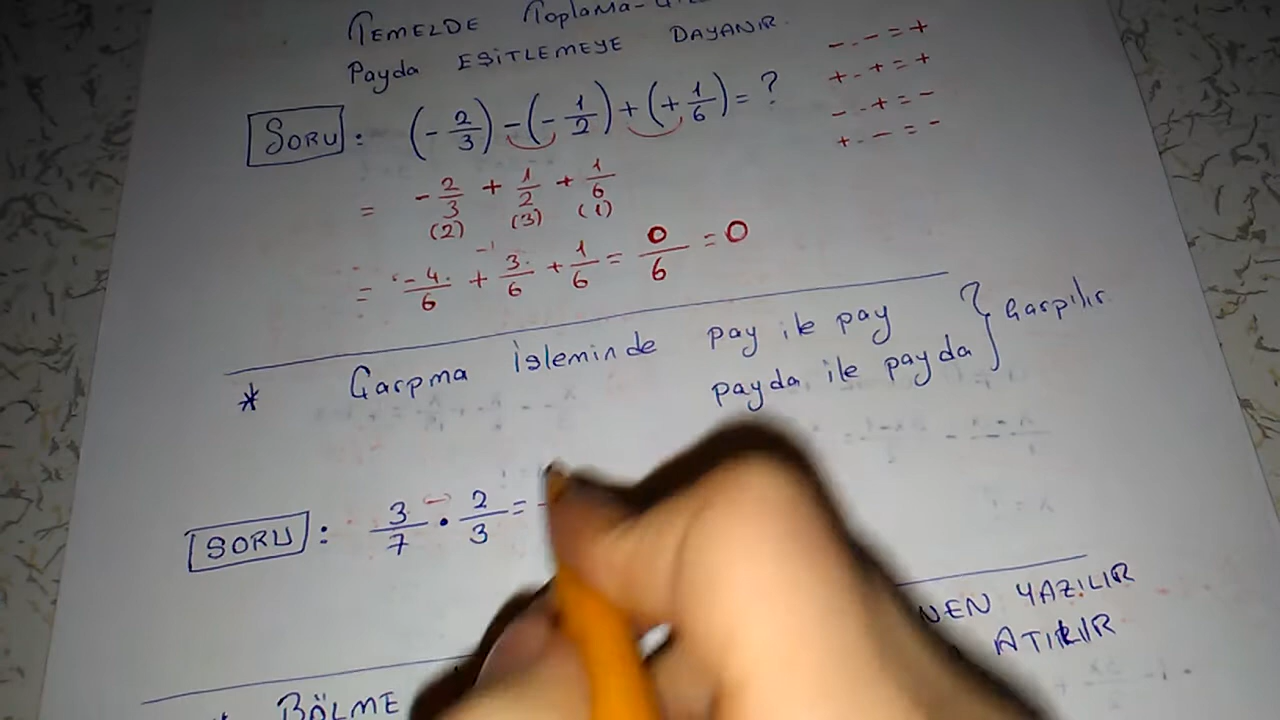 TEMELDE Toplama-
Payda EŞİTLEMEYE DAYANIR.
SORU : (- 2/3) - (- 1/2) + (+ 1/6) = ?
- . - = +
+ . + = +
- . + = -
+ . - = -
= - 2/3 + 1/2 + 1/6
(2) (3) (1)
= -4/6 + 3/6 + 1/6 = 0/6 = 0
* Çarpma işleminde pay ile pay
payda ile payda } Çarpılır
SORU : 3/7 . 2/3 =
NEN YAZILIR
ATILIR
BÖLME